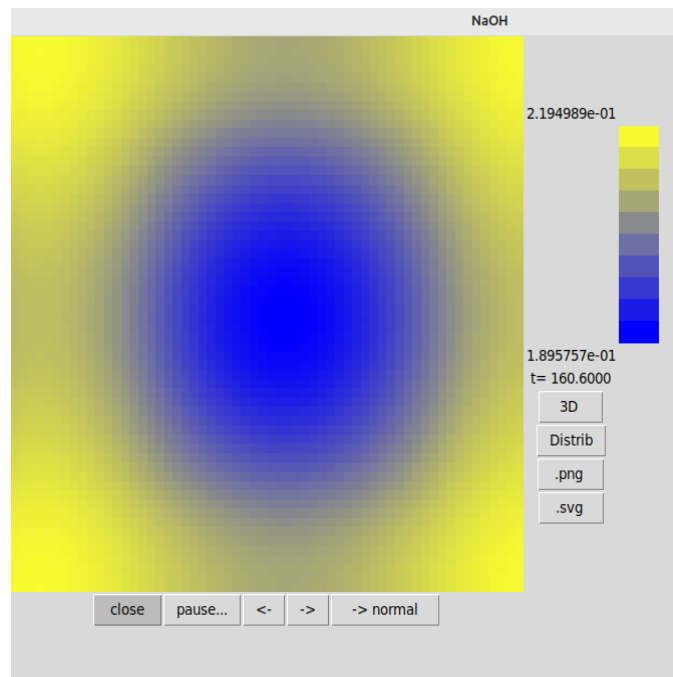 NaOH
2.194989e-01
1.895757e-01
t= 160.6000
3D
Distrib
.png
.svg
close pause... <- -> -> normal